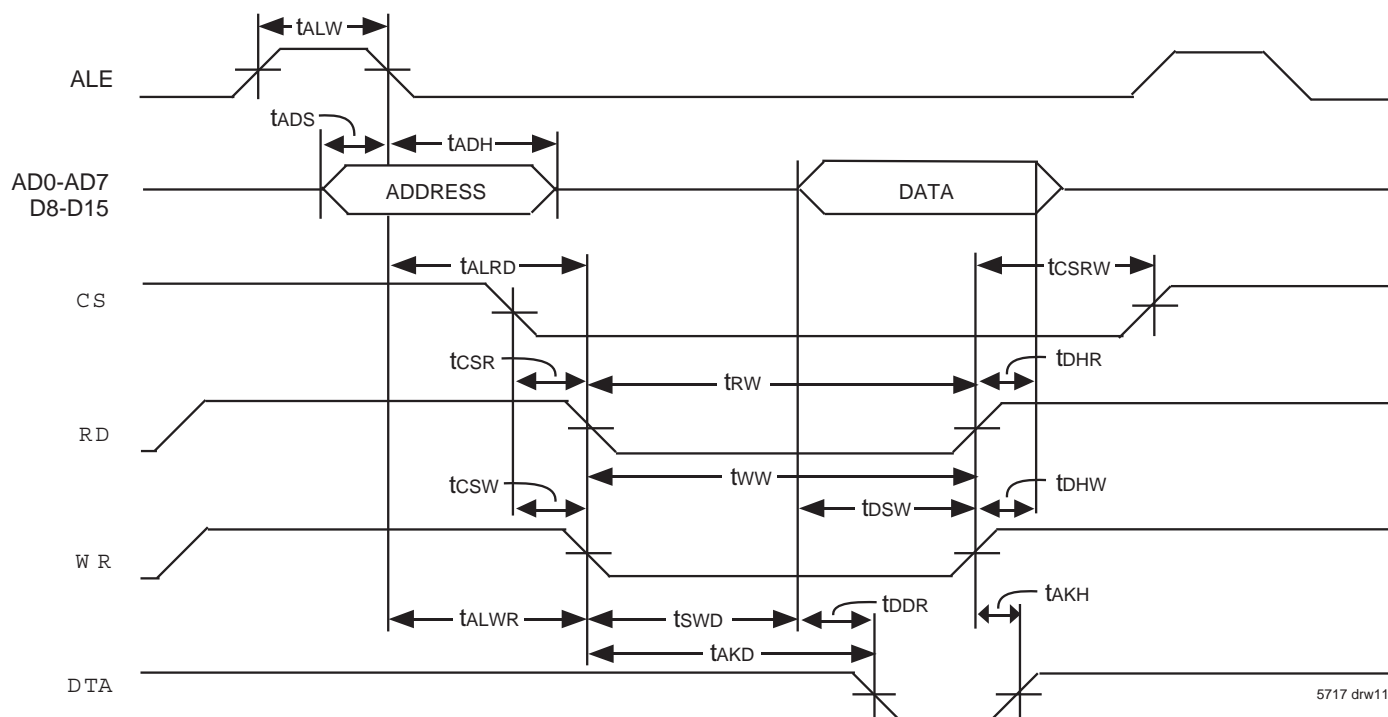 tALW
ALE
tADS
tADH
AD0-AD7
D8-D15
ADDRESS
DATA
tALRD
tCSRW
CS
tCSR
tRW
tDHR
RD
tCSW
tWW
tDSW
tDHW
WR
tALWR
tSWD
tDDR
tAKH
tAKD
DTA
5717 drw11